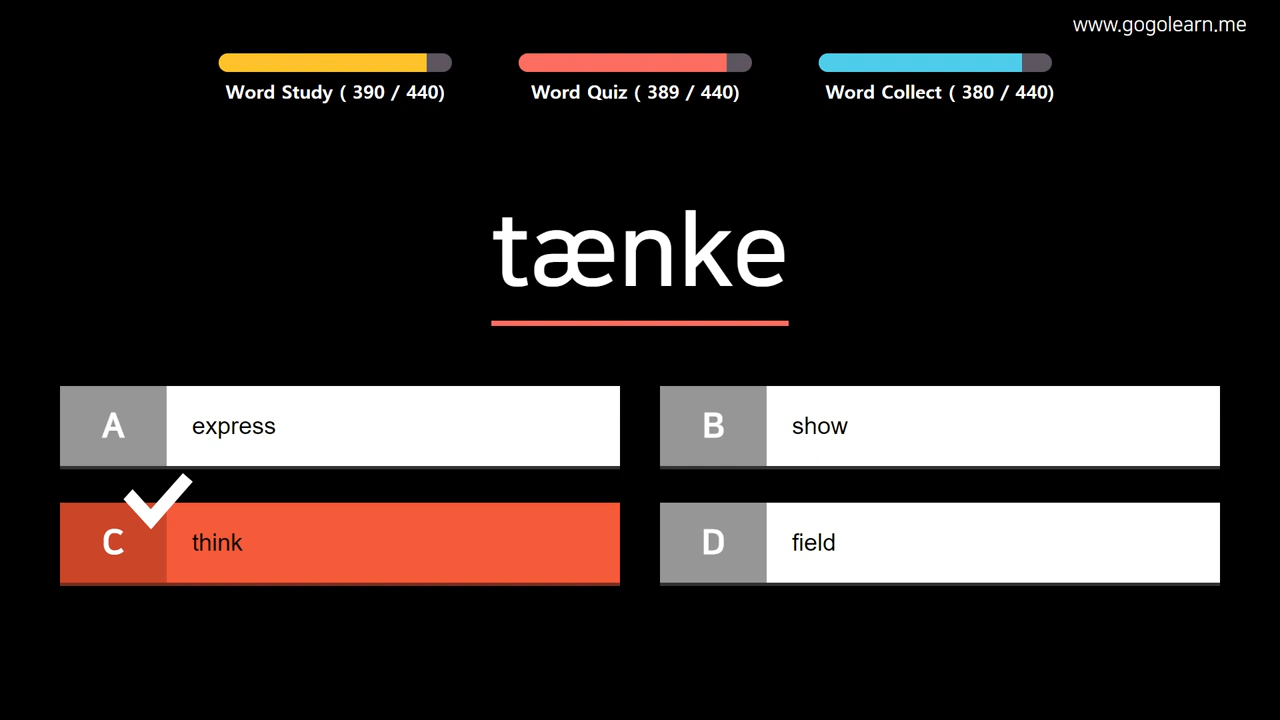 www.gogolearn.me
Word Study ( 390 / 440)
Word Quiz ( 389 / 440)
Word Collect ( 380 / 440)
tænke
A express
B show
C think
D field